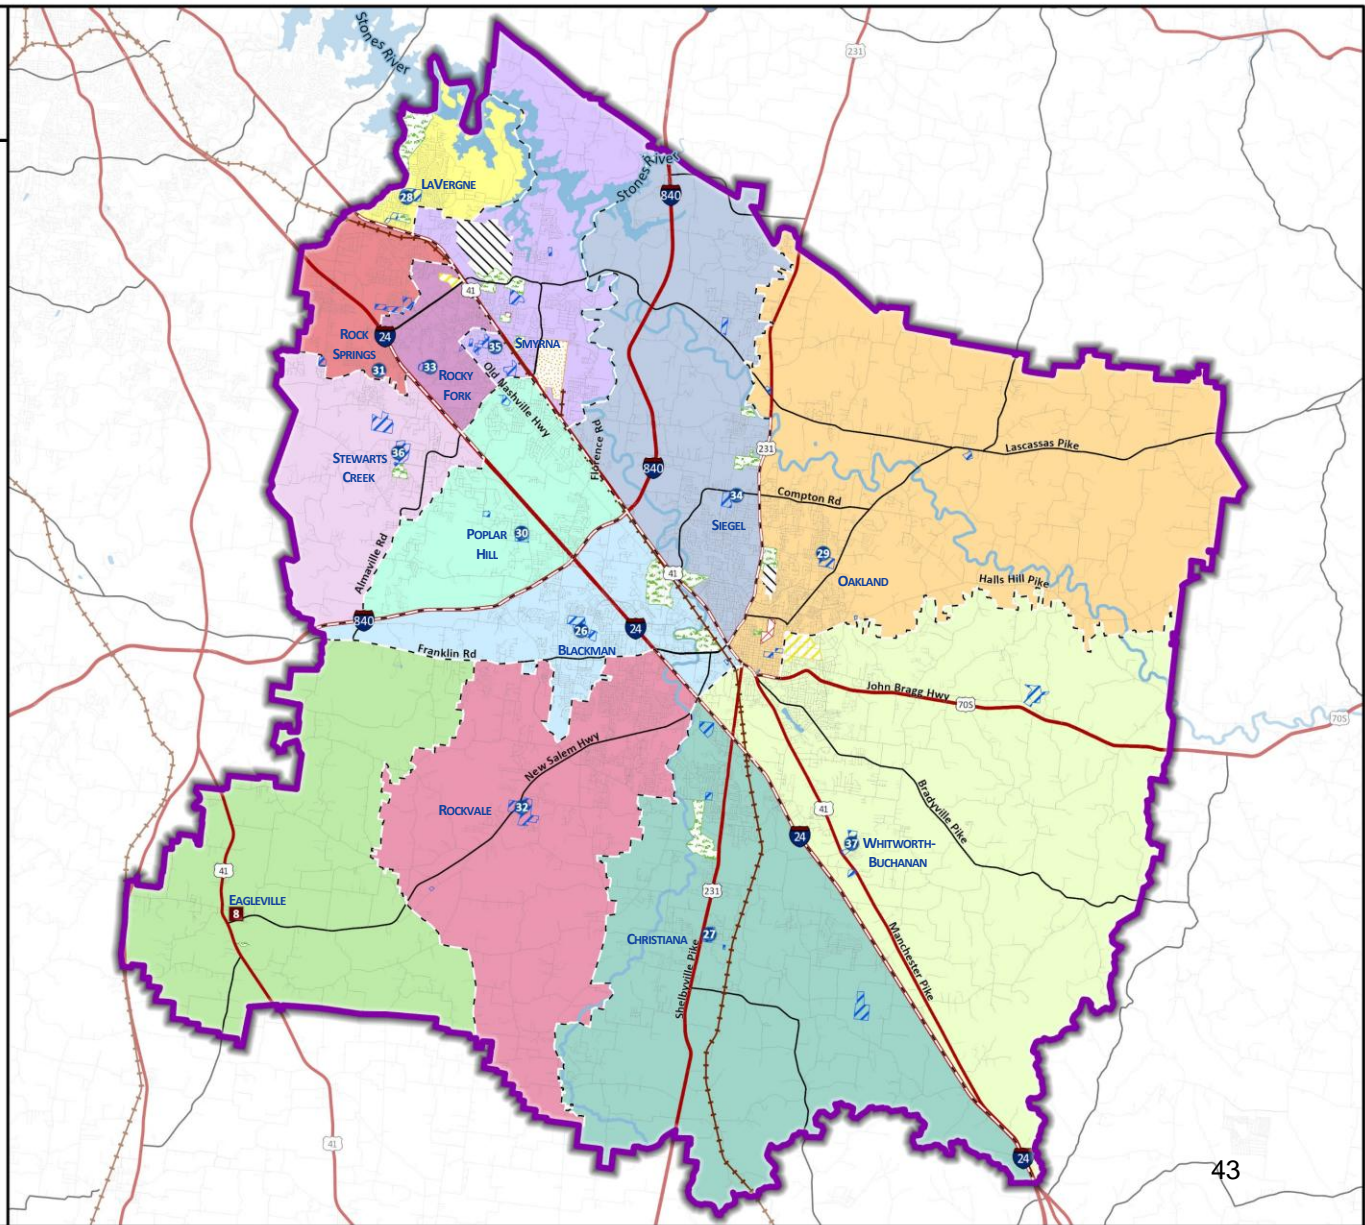 Stones River
231
840
Stones River
LAVERGNE
28
41
ROCK
SPRINGS
24
31
33
ROCKY
FORK
35
SMYRNA
Old Nashville Hwy
Florence Rd
840
231
Lascassas Pike
STEWARTS
CREEK
36
34
Compton Rd
SIEGEL
POPLAR
HILL
30
Almaville Rd
29
OAKLAND
Halls Hill Pike
41
840
26
BLACKMAN
24
Franklin Rd
John Bragg Hwy
70S
70S
New Salem Hwy
ROCKVALE
32
Bradyville Pike
41
24
37
WHITWORTH-
BUCHANAN
41
EAGLEVILLE
8
231
CHRISTIANA
27
Shelbyville Pike
Manchester Pike
41
24
43